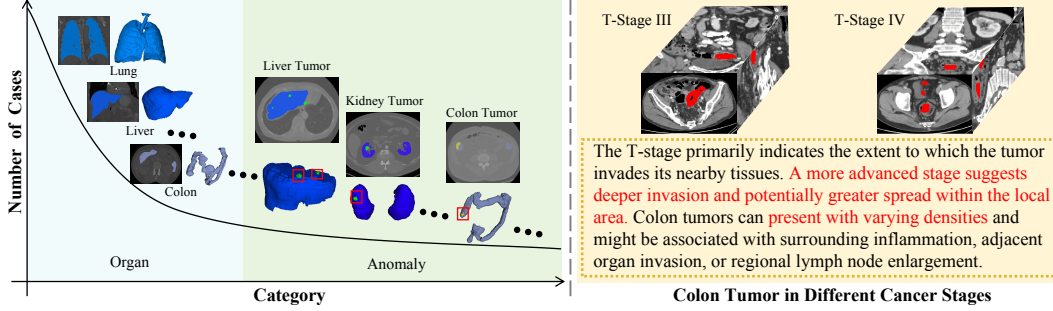 Number of Cases
Lung
Liver
Colon
Liver Tumor
Kidney Tumor
Colon Tumor
Organ
Anomaly
Category
T-Stage III
T-Stage IV
The T-stage primarily indicates the extent to which the tumor
invades its nearby tissues. A more advanced stage suggests
deeper invasion and potentially greater spread within the local
area. Colon tumors can present with varying densities and
might be associated with surrounding inflammation, adjacent
organ invasion, or regional lymph node enlargement.
Colon Tumor in Different Cancer Stages